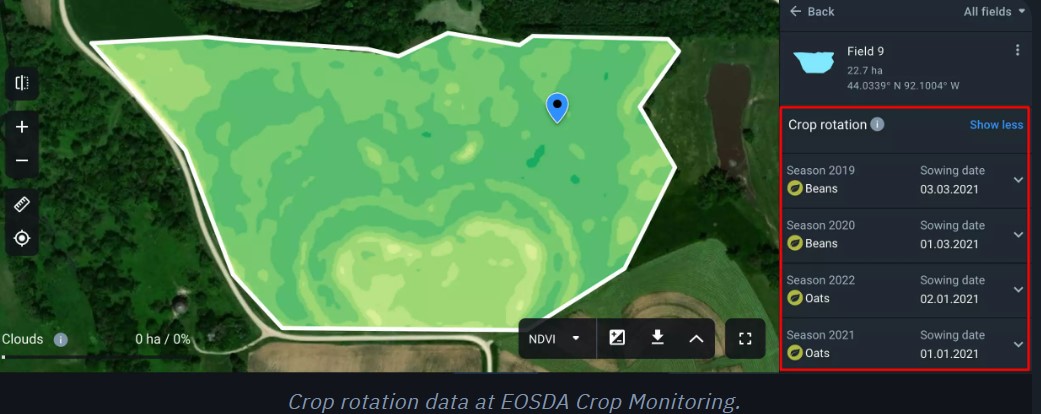 Back
All fields
Field 9
22.7 ha
44.0339° N 92.1004° W
Crop rotation i
Show less
Season 2019
Sowing date
Beans
03.03.2021
Season 2020
Sowing date
Beans
01.03.2021
Season 2022
Sowing date
Oats
02.01.2021
Season 2021
Sowing date
Oats
01.01.2021
Clouds i
0 ha / 0%
NDVI
Crop rotation data at EOSDA Crop Monitoring.